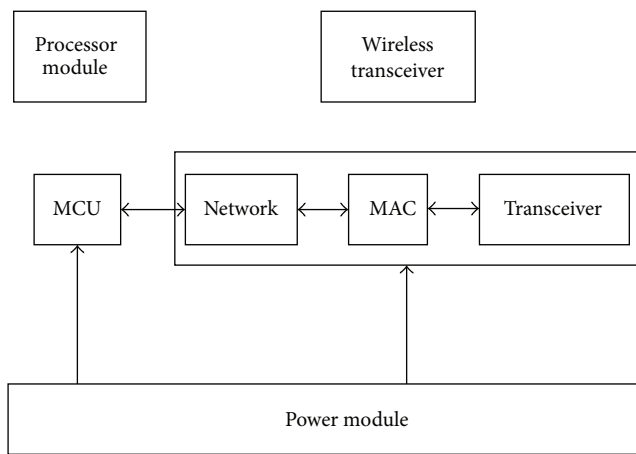 Processor
module
Wireless
transceiver
MCU
Network
MAC
Transceiver
Power module